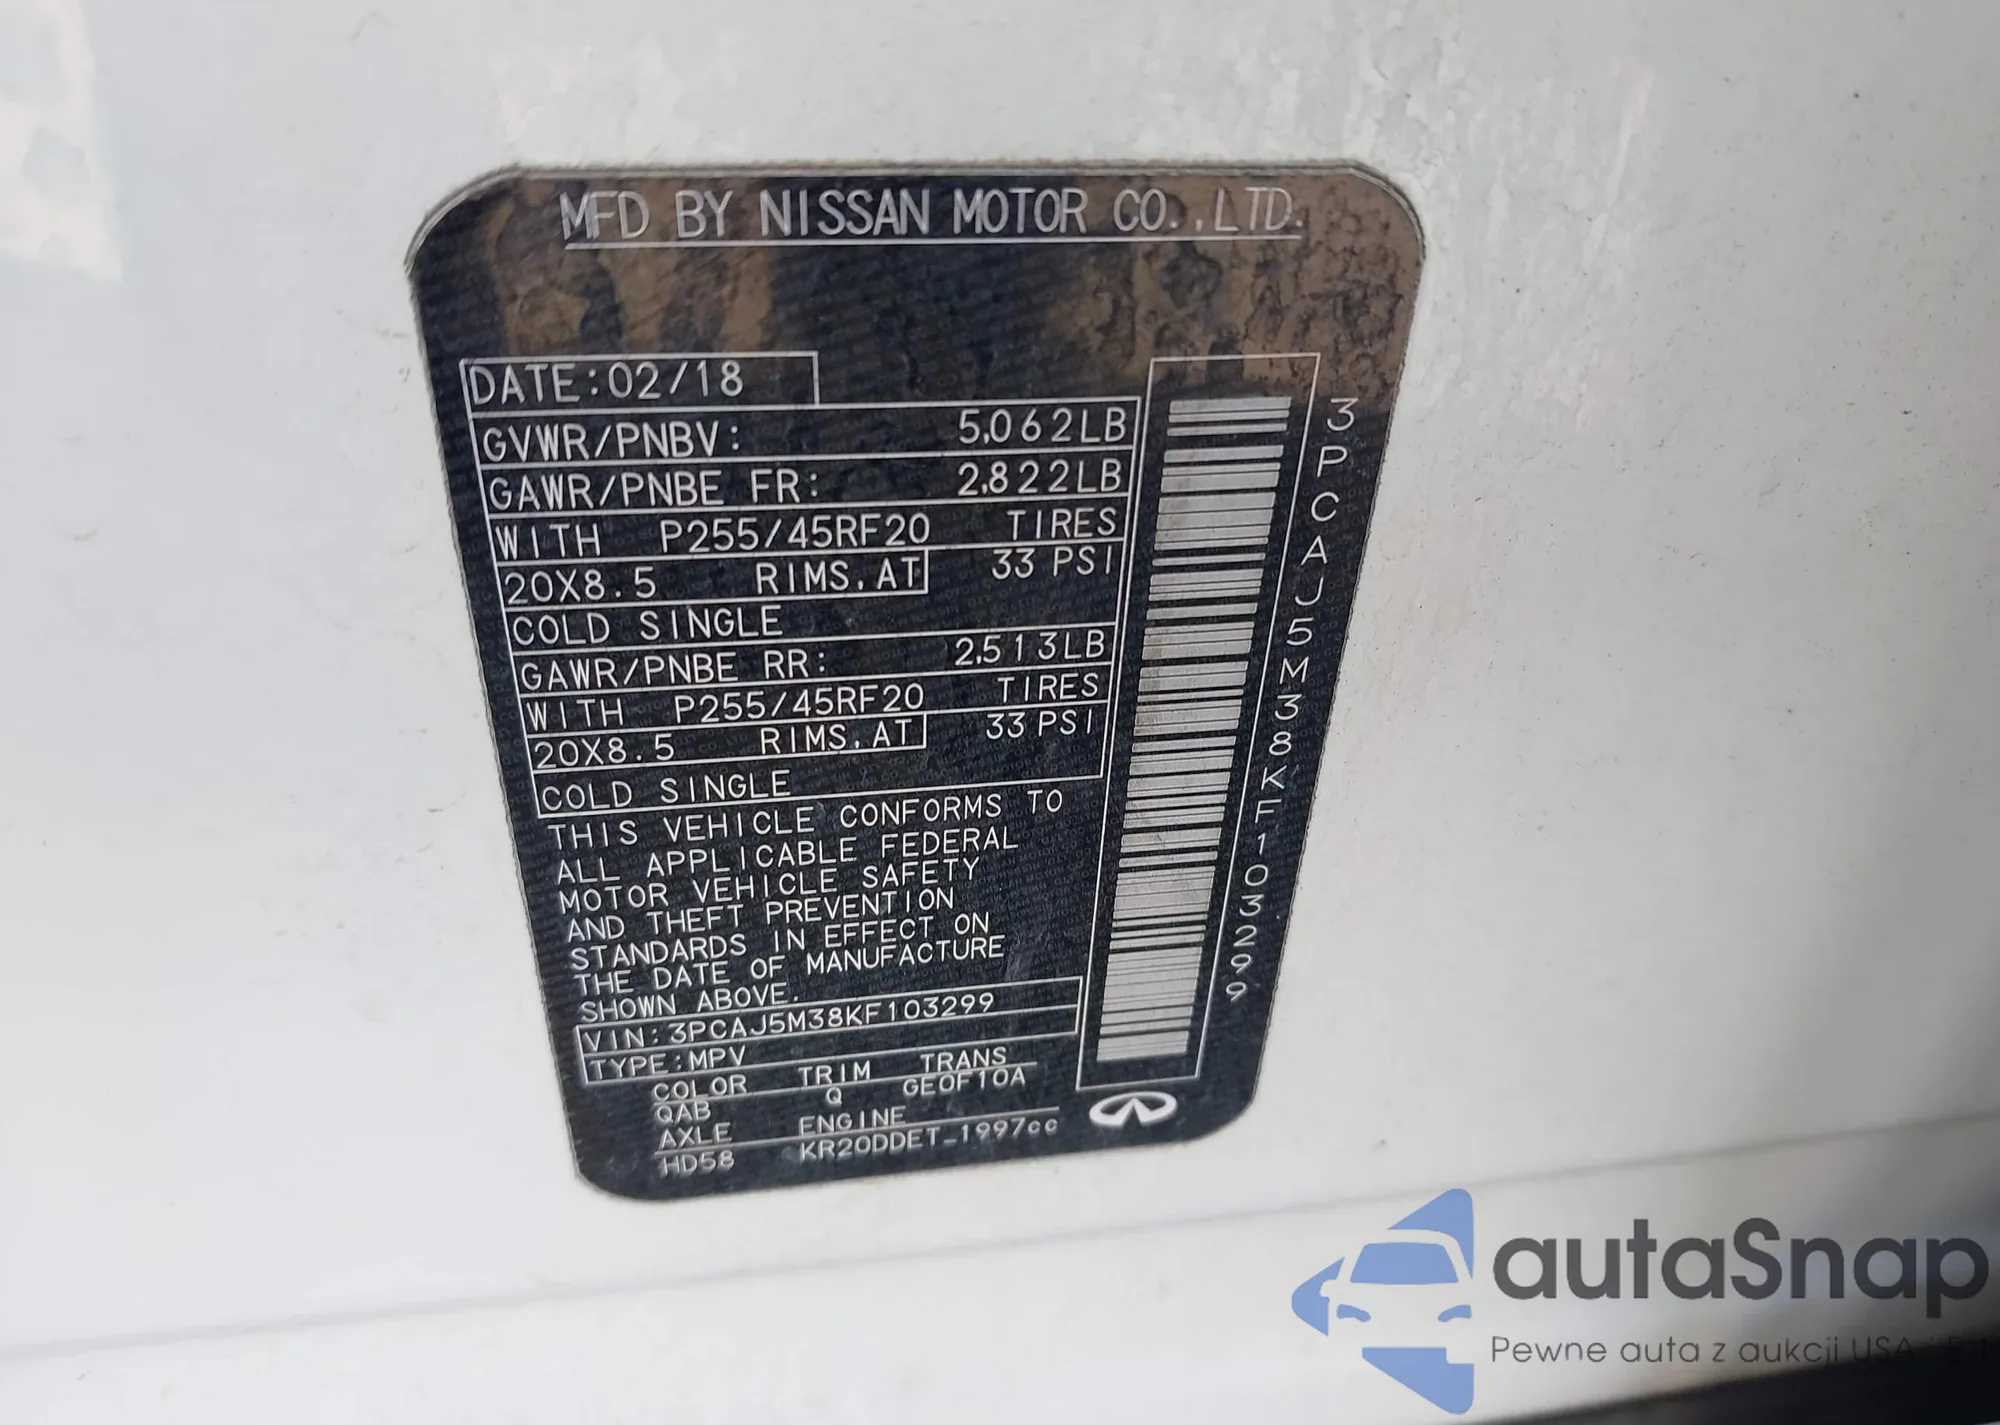 MFD BY NISSAN MOTOR CO.,LTD.
DATE:02/18
GVWR/PNBV: 5,062LB
GAWR/PNBE FR: 2,822LB
WITH P255/45RF20 TIRES
20X8.5 RIMS,AT 33 PSI
COLD SINGLE
GAWR/PNBE RR: 2,513LB
WITH P255/45RF20 TIRES
20X8.5 RIMS,AT 33 PSI
COLD SINGLE
THIS VEHICLE CONFORMS TO
ALL APPLICABLE FEDERAL
MOTOR VEHICLE SAFETY
AND THEFT PREVENTION
STANDARDS IN EFFECT ON
THE DATE OF MANUFACTURE
SHOWN ABOVE.
VIN:3PCAJ5M38KF103299
TYPE:MPV
COLOR TRIM TRANS
QAB Q GE0F10A
AXLE ENGINE
HD58 KR20DDET-1997cc
3PCAJ5M38KF103299
autaSnap
Pewne auta z aukcji USA i EU